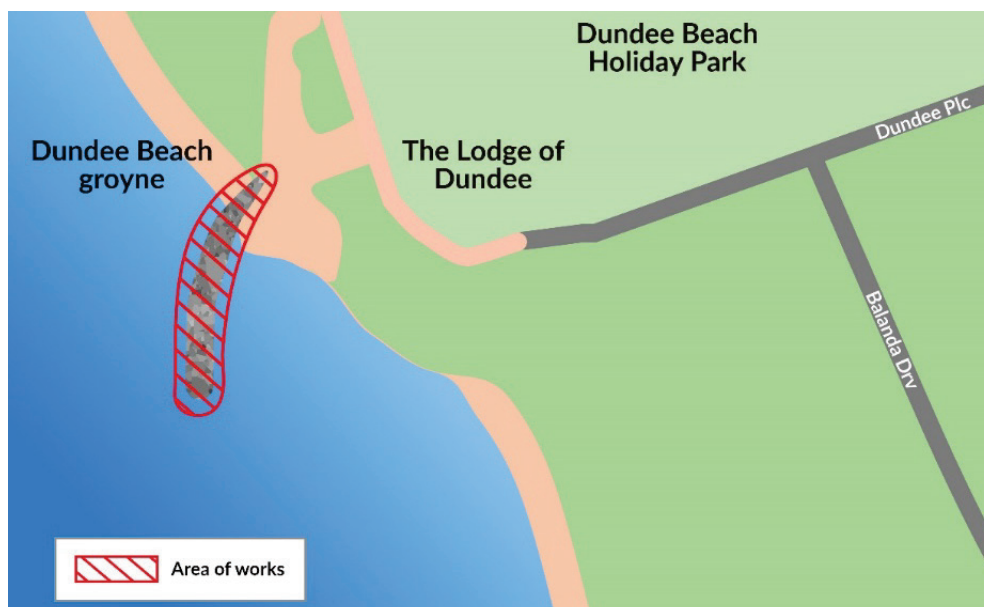 Dundee Beach
Holiday Park
Dundee Plc
Dundee Beach
groyne
The Lodge of
Dundee
Balanda Drv
Area of works